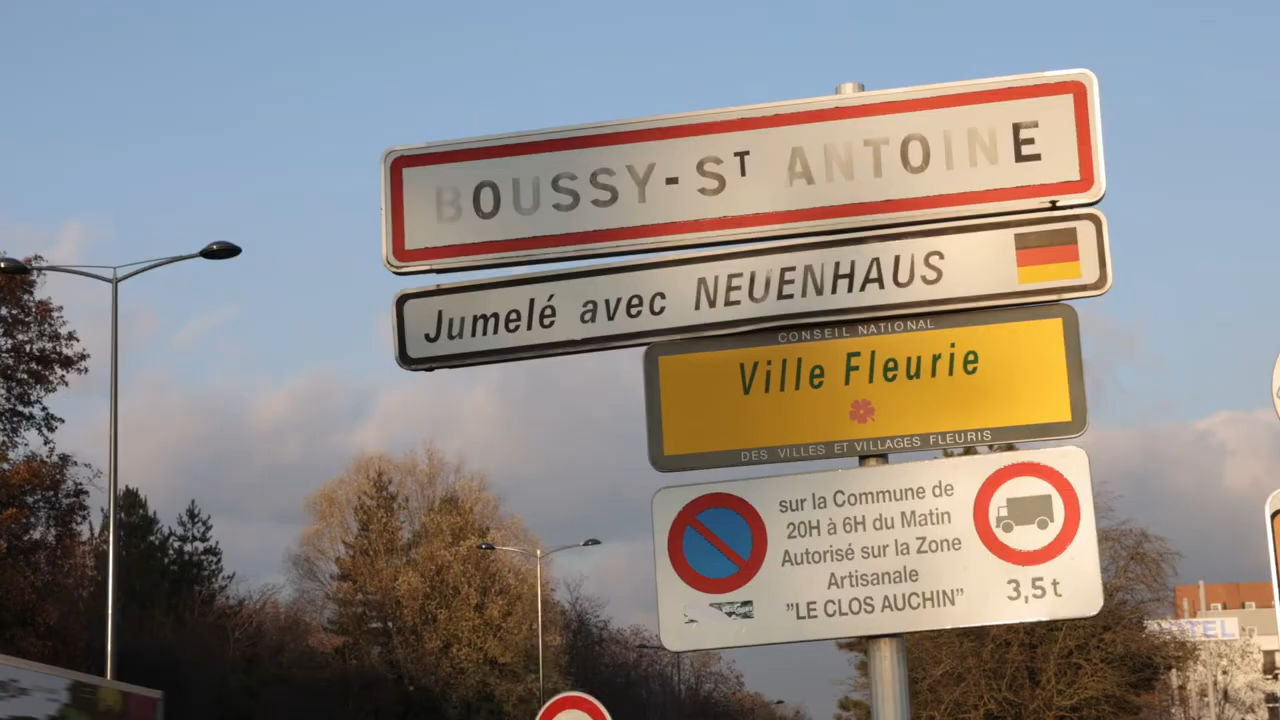 BOUSSY-ST ANTOINE
Jumelé avec NEUENHAUS
CONSEIL NATIONAL
Ville Fleurie
DES VILLES ET VILLAGES FLEURIS
sur la Commune de
20H à 6H du Matin
Autorisé sur la Zone
Artisanale
"LE CLOS AUCHIN"
3,5 t